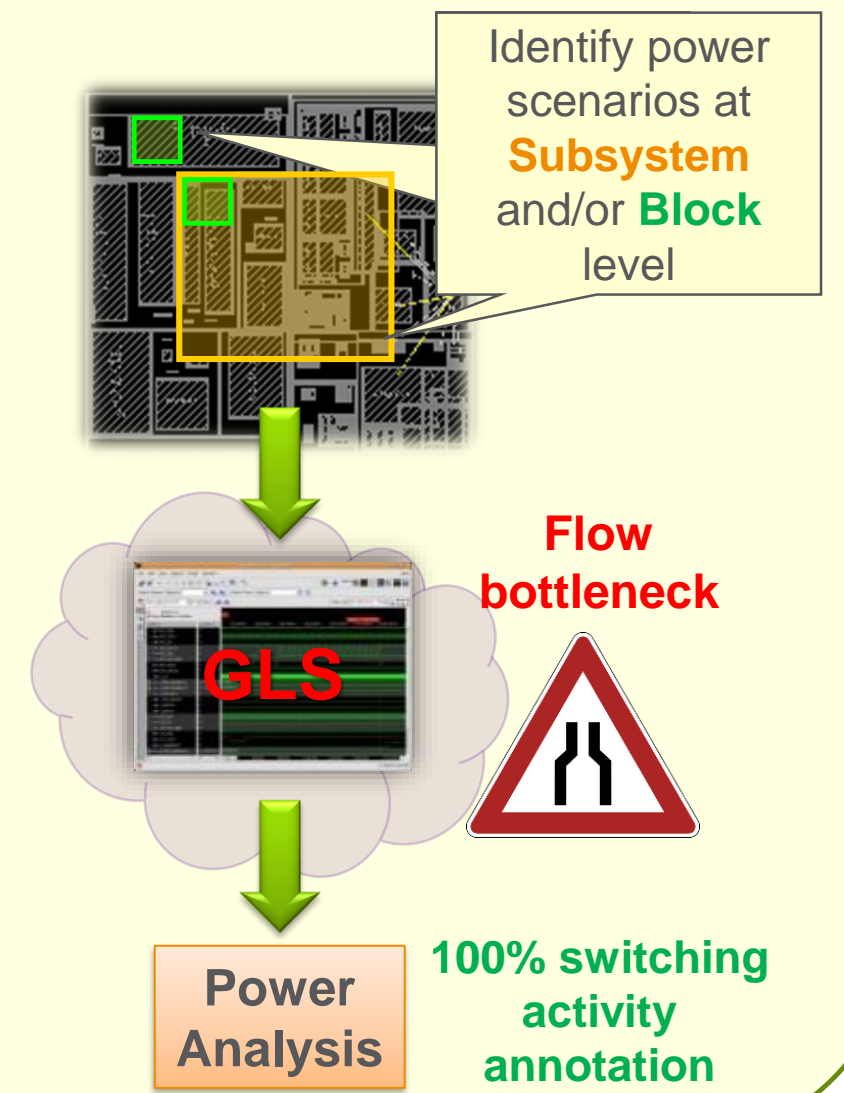 Identify power
scenarios at
Subsystem
and/or Block
level
Flow
bottleneck
GLS
Power
Analysis
100% switching
activity
annotation